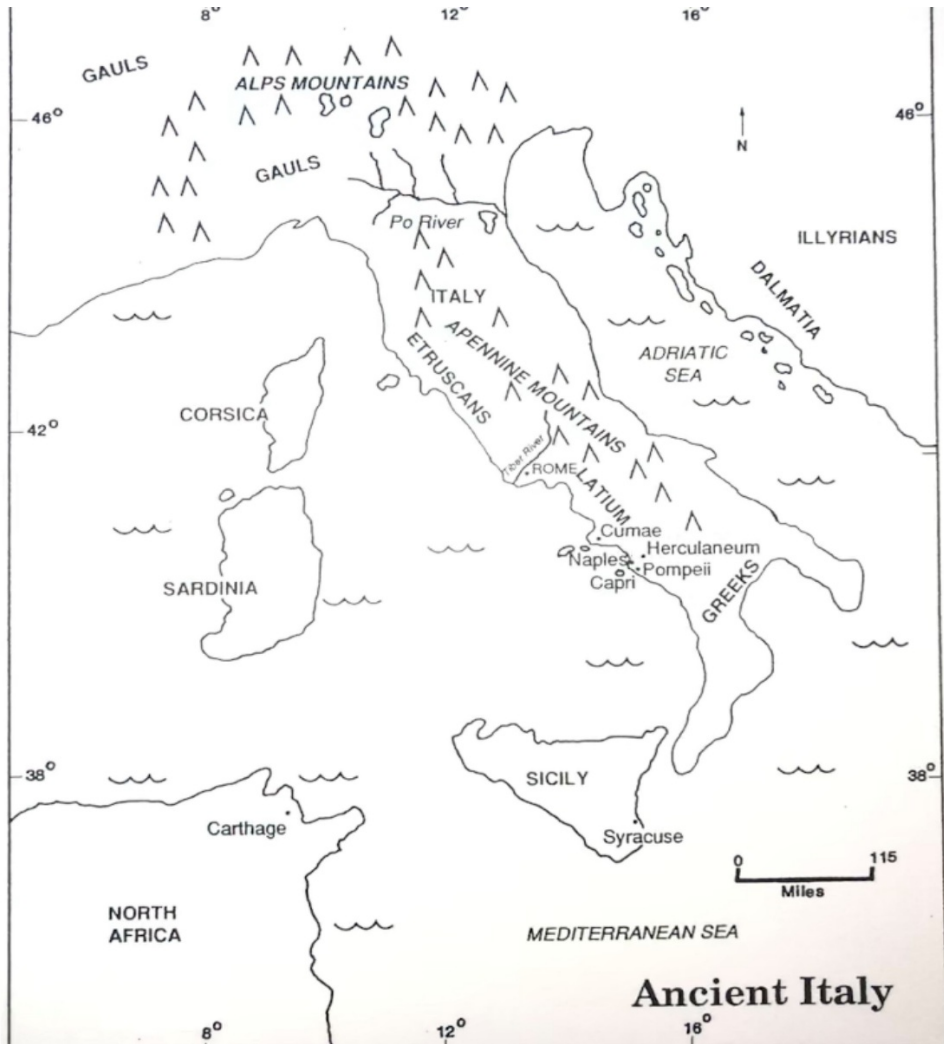 8°
12°
16°
GAULS
ALPS MOUNTAINS
46°
46°
N
GAULS
Po River
ILLYRIANS
ITALY
DALMATIA
APENNINE MOUNTAINS
ETRUSCANS
ADRIATIC
SEA
CORSICA
42°
Tiber River
ROME
LATIUM
Cumae
Herculaneum
Naples
Pompeii
Capri
GREEKS
SARDINIA
38°
38°
SICILY
Carthage
Syracuse
0
115
Miles
NORTH
AFRICA
MEDITERRANEAN SEA
Ancient Italy
8°
12°
16°